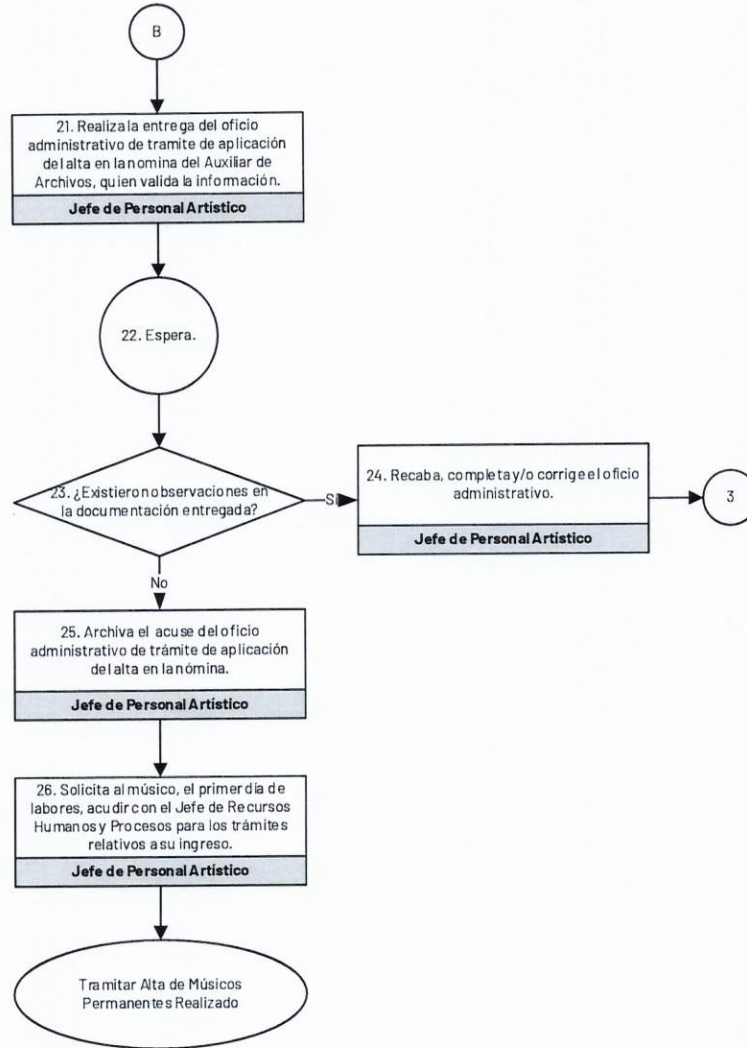 B
21. Realiza la entrega del oficio
administrativo de tramite de aplicación
del alta en la nomina del Auxiliar de
Archivos, quien valida la información.
Jefe de Personal Artístico
22. Espera.
23. ¿Existieron observaciones en
la documentación entregada?
Sí
24. Recaba, completa y/o corrige el oficio
administrativo.
Jefe de Personal Artístico
3
No
25. Archiva el acuse del oficio
administrativo de trámite de aplicación
del alta en la nómina.
Jefe de Personal Artístico
26. Solicita al músico, el primer día de
labores, acudir con el Jefe de Recursos
Humanos y Procesos para los trámites
relativos a su ingreso.
Jefe de Personal Artístico
Tramitar Alta de Músicos
Permanentes Realizado